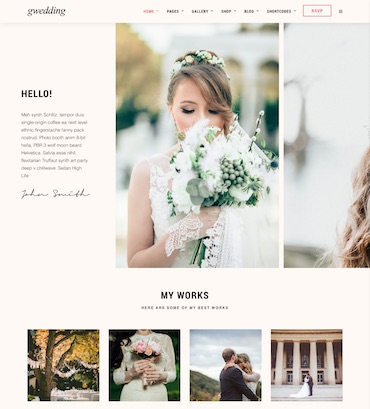 gwedding
HOME PAGES GALLERY SHOP BLOG SHORTCODES RSVP
HELLO!
Meh synth Schlitz, tempor duis
single-origin coffee ea next level
ethnic fingerstache fanny pack
nostrud. Photo booth anim 8-bit
hella, PBR 3 wolf moon beard
Helvetica. Salvia esse nihil,
flexitarian Truffaut synth art party
deep v chillwave. Seitan High
Life
John Smith
MY WORKS
HERE ARE SOME OF MY BEST WORKS